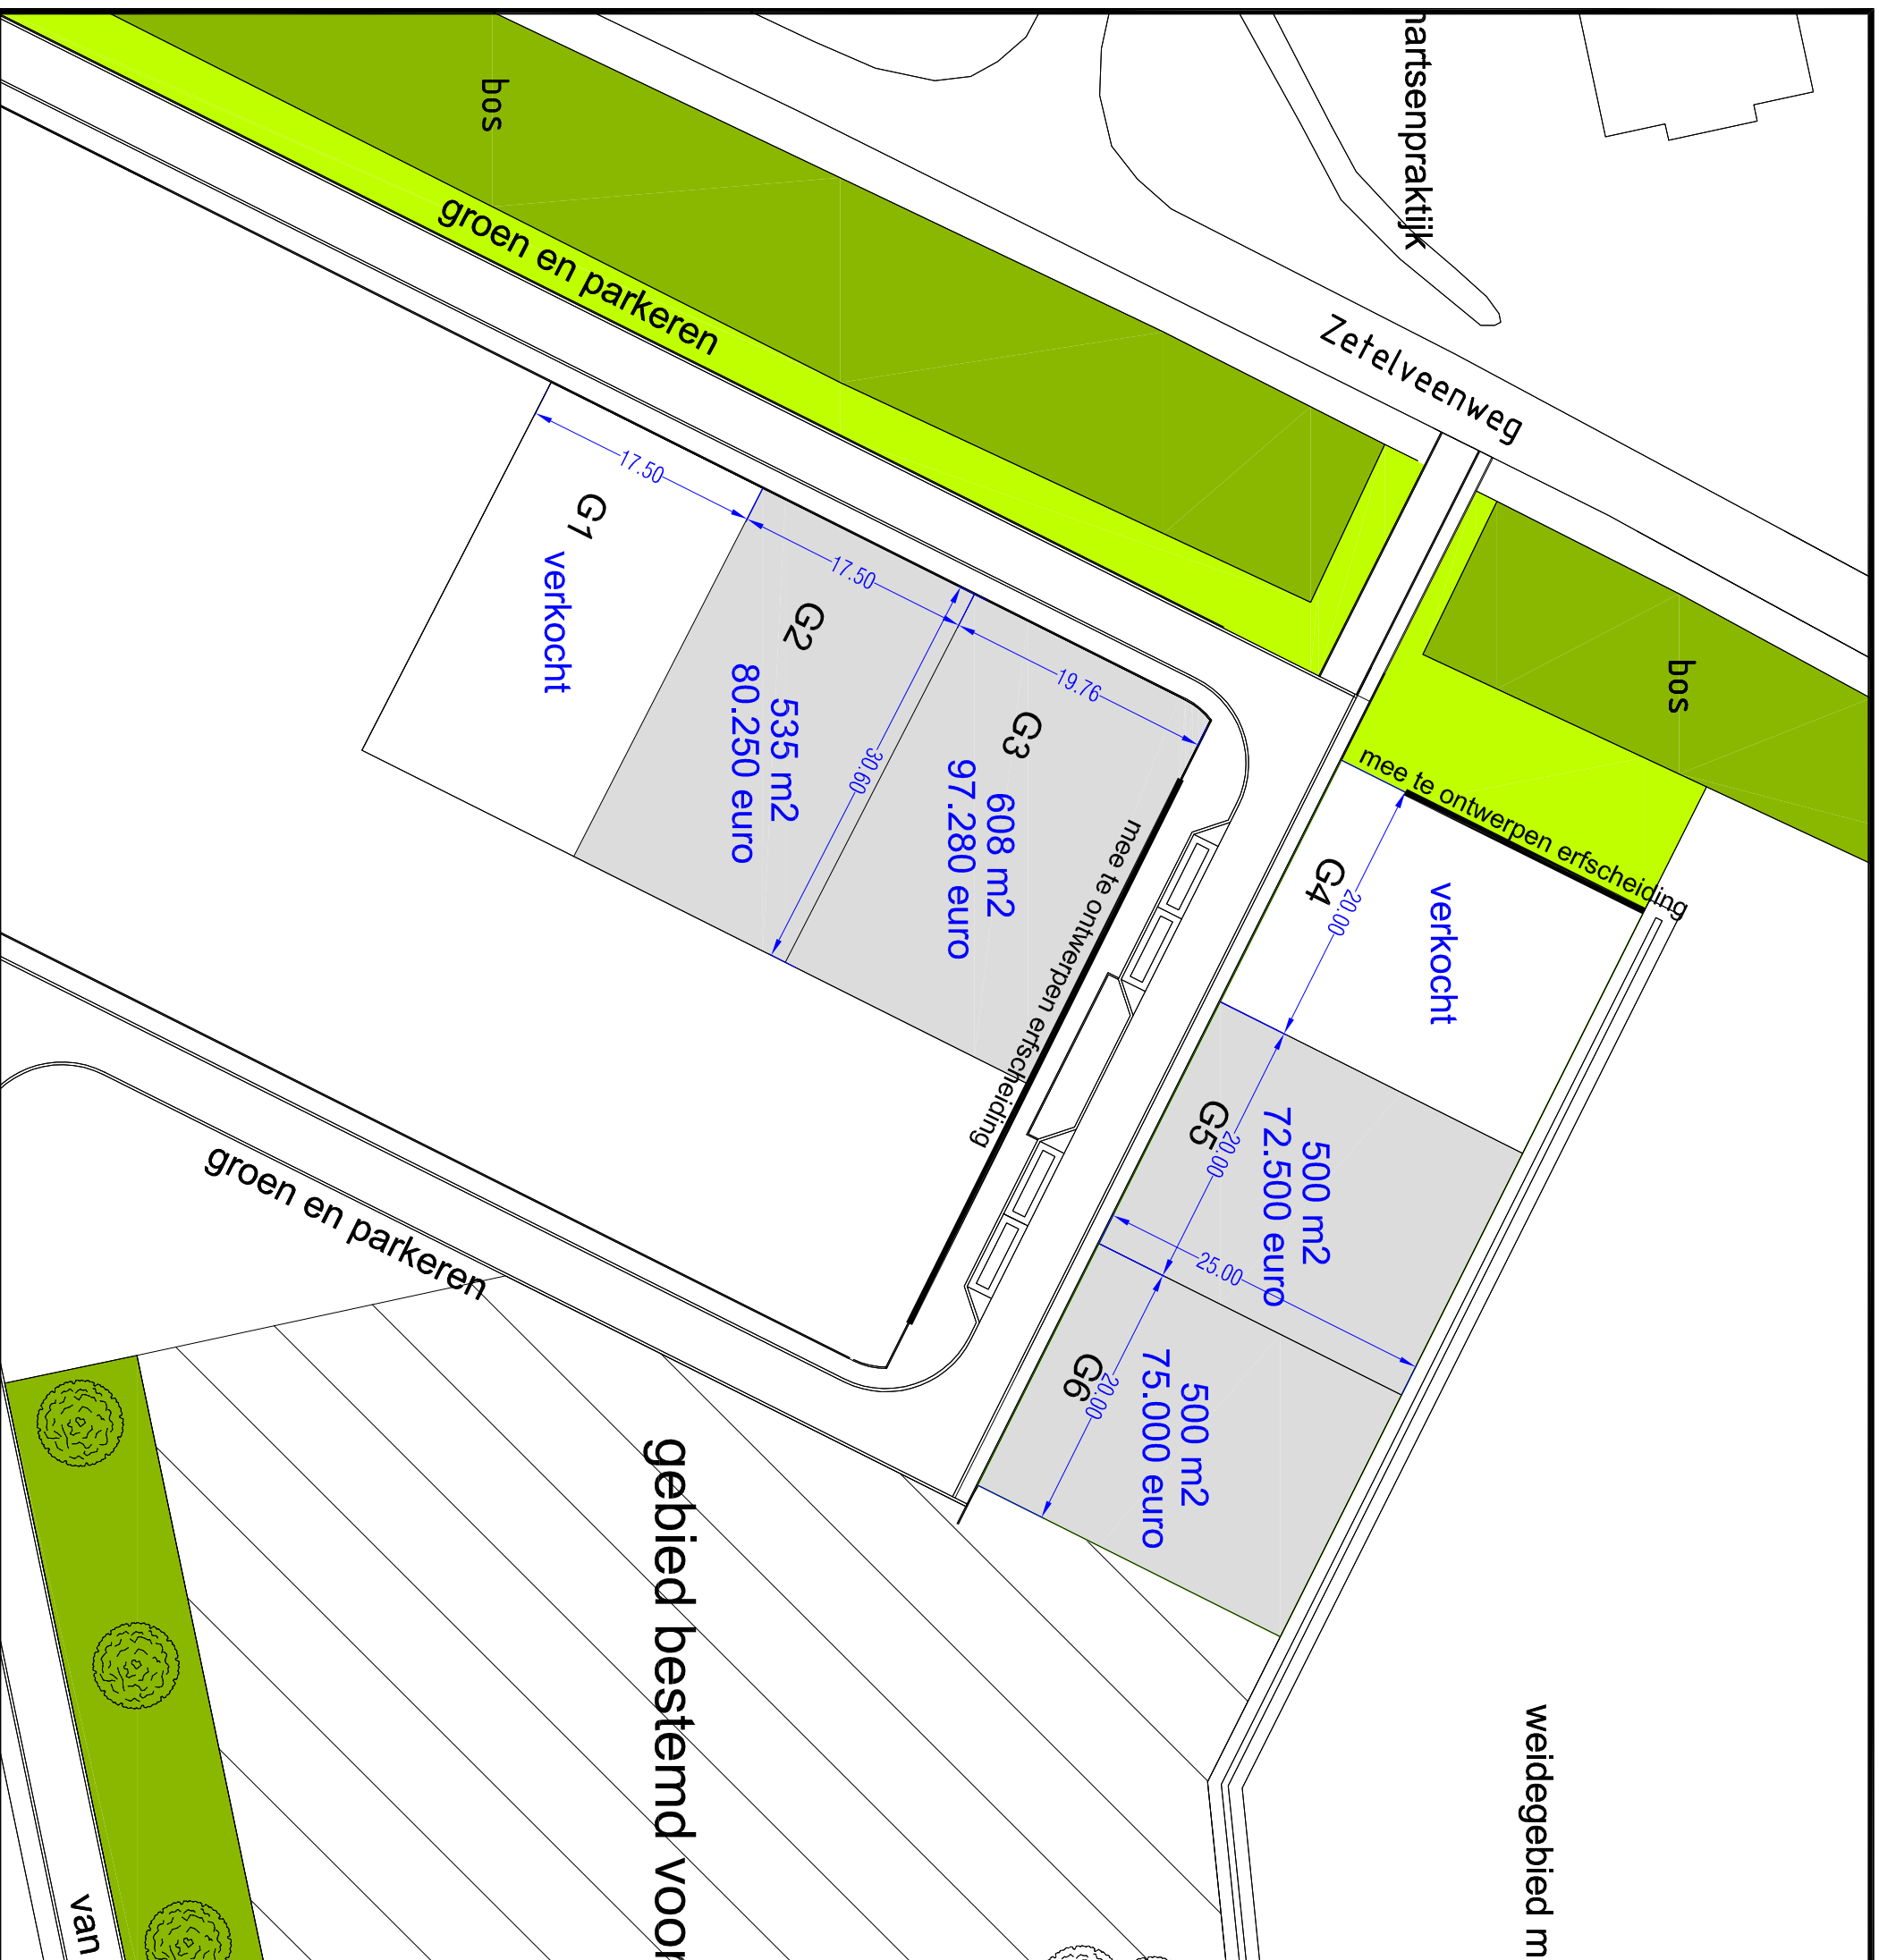 bos
groen en parkeren
artsenpraktijk
Zetelveenweg
bos
mee te ontwerpen erfscheiding
17.50
G1
verkocht
17.50
G2
535 m2
80.250 euro
30.60
19.76
G3
608 m2
97.280 euro
mee te ontwerpen erfscheiding
G4
20.00
verkocht
G5
20.00
500 m2
72.500 euro
25.00
G6
20.00
500 m2
75.000 euro
groen en parkeren
gebied bestemd voor
weidegebied m
van